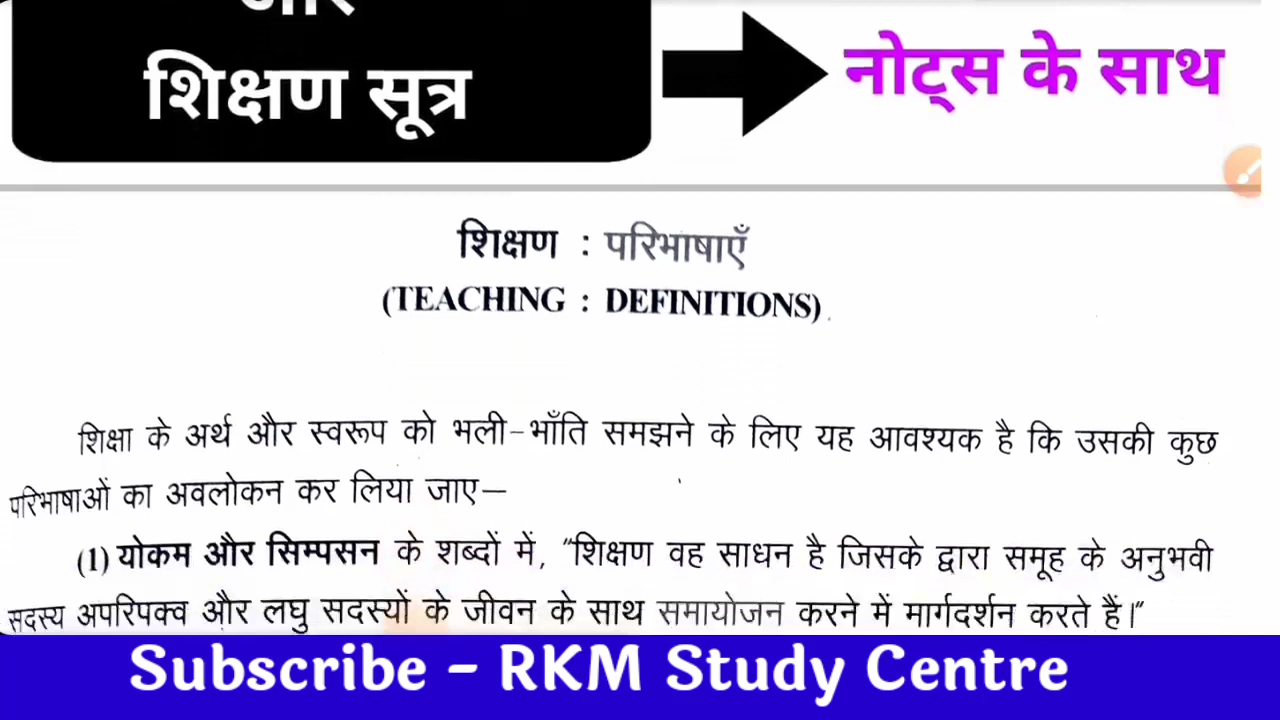 और
शिक्षण सूत्र
नोट्स के साथ
शिक्षण : परिभाषाएँ
(TEACHING : DEFINITIONS)
शिक्षा के अर्थ और स्वरूप को भली-भाँति समझने के लिए यह आवश्यक है कि उसकी कुछ
परिभाषाओं का अवलोकन कर लिया जाए—
(1) योकम और सिम्पसन के शब्दों में, “शिक्षण वह साधन है जिसके द्वारा समूह के अनुभवी
सदस्य अपरिपक्व और लघु सदस्यों के जीवन के साथ समायोजन करने में मार्गदर्शन करते हैं।”
Subscribe - RKM Study Centre